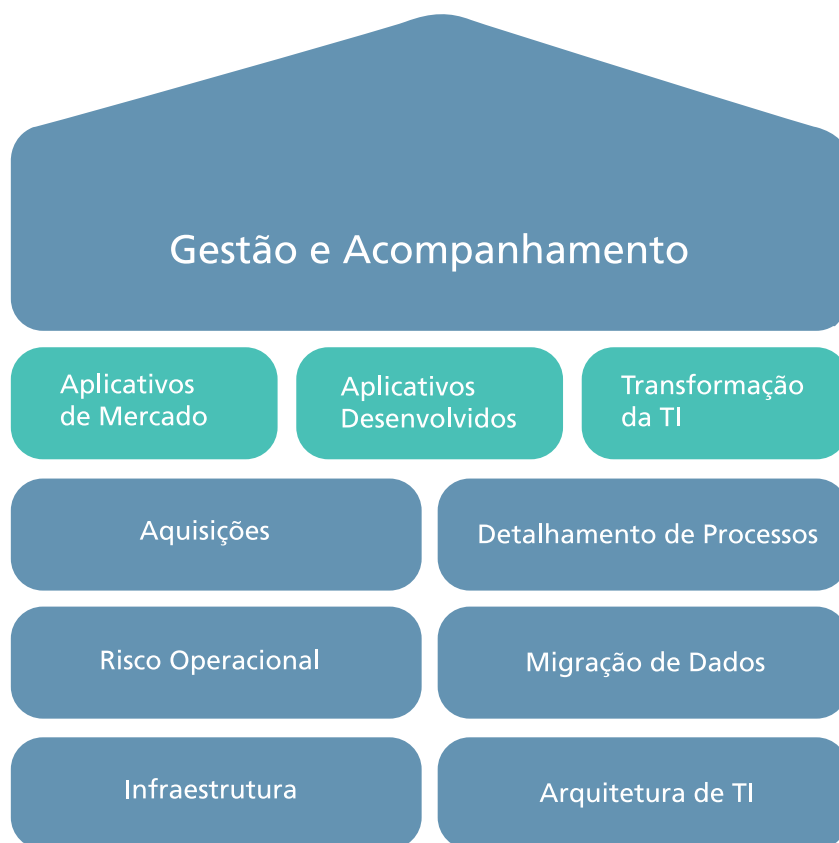 Gestão e Acompanhamento
Aplicativos
de Mercado
Aplicativos
Desenvolvidos
Transformação
da TI
Aquisições
Detalhamento de Processos
Risco Operacional
Migração de Dados
Infraestrutura
Arquitetura de TI